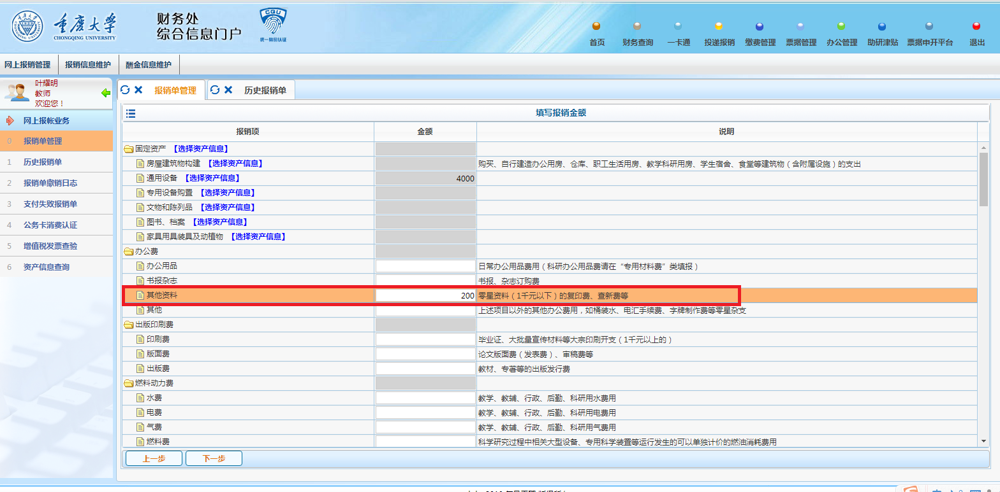 重庆大学
CHONGQING UNIVERSITY
财务处
综合信息门户
CQU
统一身份认证
首页 财务查询 一卡通 投递报销 缴费管理 票据管理 办公管理 助研津贴 票据申开平台 退出
网上报销管理 报销信息维护 酬金信息维护
叶耀明
教师
欢迎您！
网上报帐业务
0 报销单管理
1 历史报销单
2 报销单撤销日志
3 支付失败报销单
4 公务卡消费认证
5 增值税发票查验
6 资产信息查询
报销单管理 历史报销单
填写报销金额
报销项 金额 说明
固定资产 【选择资产信息】
房屋建筑物构建 【选择资产信息】 购买、自行建造办公用房、仓库、职工生活用房、教学科研用房、学生宿舍、食堂等建筑物（含附属设施）的支出
通用设备 【选择资产信息】 4000
专用设备购置 【选择资产信息】
文物和陈列品 【选择资产信息】
图书、档案 【选择资产信息】
家具用具装具及动植物 【选择资产信息】
办公费
办公用品 日常办公用品费用（科研办公用品费请在“专用材料费”类填报）
书报杂志 书报、杂志订购费
其他资料 200 零星资料（1千元以下）的复印费、查新费等
其他 上述项目以外的其他办公费用，如桶装水、电汇手续费、字牌制作费等零星杂支
出版印刷费
印刷费 毕业证、大批量宣传材料等大宗印刷开支（1千元以上的）
版面费 论文版面费（发表费）、审稿费等
出版费 教材、专著等的出版发行费
燃料动力费
水费 教学、教辅、行政、后勤、科研用水费用
电费 教学、教辅、行政、后勤、科研用电费用
气费 教学、教辅、行政、后勤、科研用气费用
燃料费 科学研究过程中相关大型设备、专用科学装置等运行发生的可以单独计价的燃油消耗费用
上一步 下一步